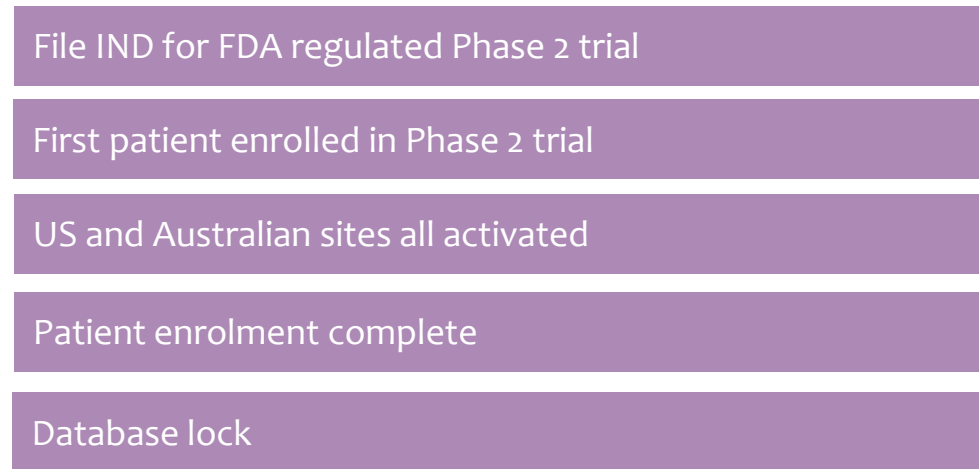 File IND for FDA regulated Phase 2 trial
First patient enrolled in Phase 2 trial
US and Australian sites all activated
Patient enrolment complete
Database lock